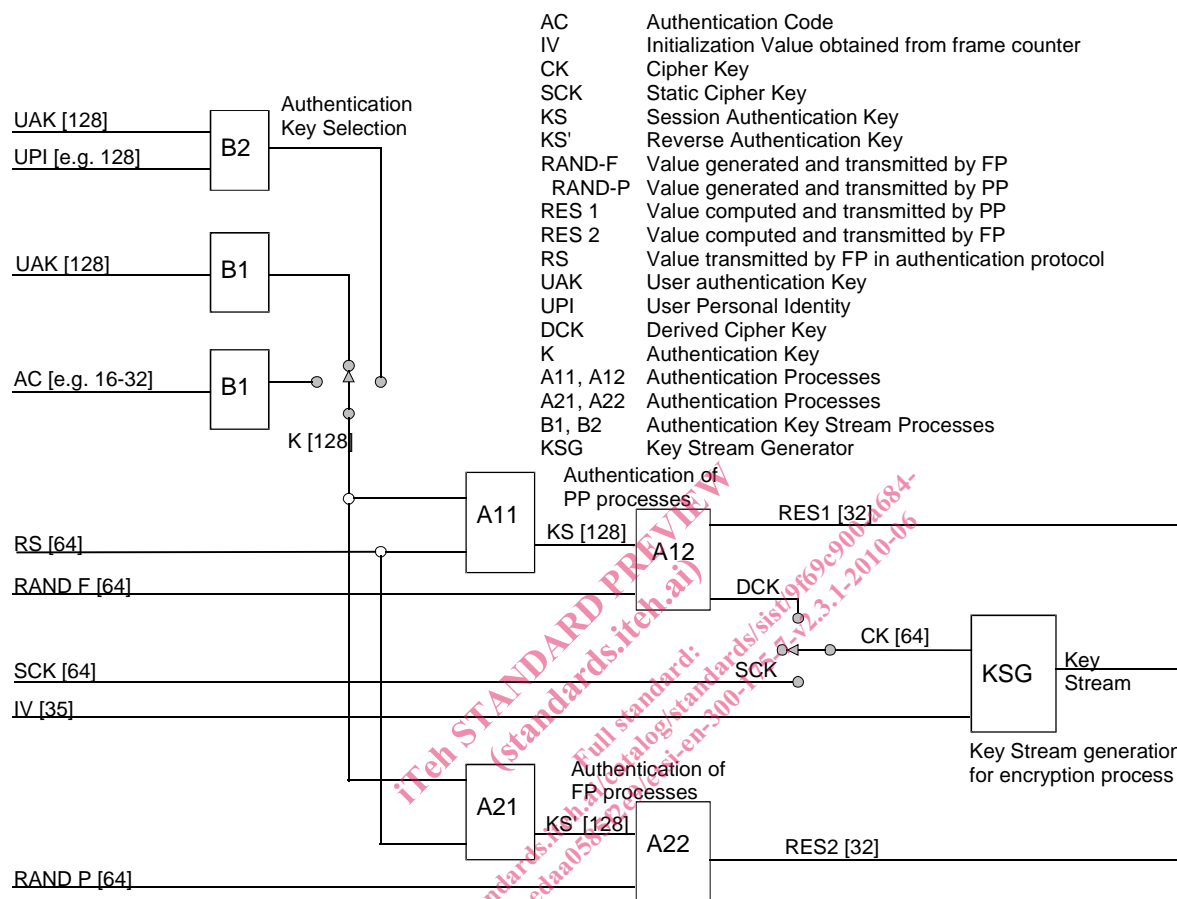 AC Authentication Code
IV Initialization Value obtained from frame counter
CK Cipher Key
SCK Static Cipher Key
KS Session Authentication Key
KS' Reverse Authentication Key
RAND-F Value generated and transmitted by FP
RAND-P Value generated and transmitted by PP
RES 1 Value computed and transmitted by PP
RES 2 Value computed and transmitted by FP
RS Value transmitted by FP in authentication protocol
UAK User authentication Key
UPI User Personal Identity
DCK Derived Cipher Key
K Authentication Key
A11, A12 Authentication Processes
A21, A22 Authentication Processes
B1, B2 Authentication Key Stream Processes
KSG Key Stream Generator
UAK [128]
UPI [e.g. 128]
B2
Authentication
Key Selection
UAK [128]
B1
AC [e.g. 16-32]
B1
K [128]
Authentication of
PP processes
A11
KS [128]
A12
RES1 [32]
RS [64]
RAND F [64]
DCK
CK [64]
SCK [64]
SCK
KSG
Key
Stream
IV [35]
Key Stream generation
for encryption process
Authentication of
FP processes
A21
KS' [128]
A22
RES2 [32]
RAND P [64]
iTeh STANDARD PREVIEW
(standards.iteh.ai)
Full standard: